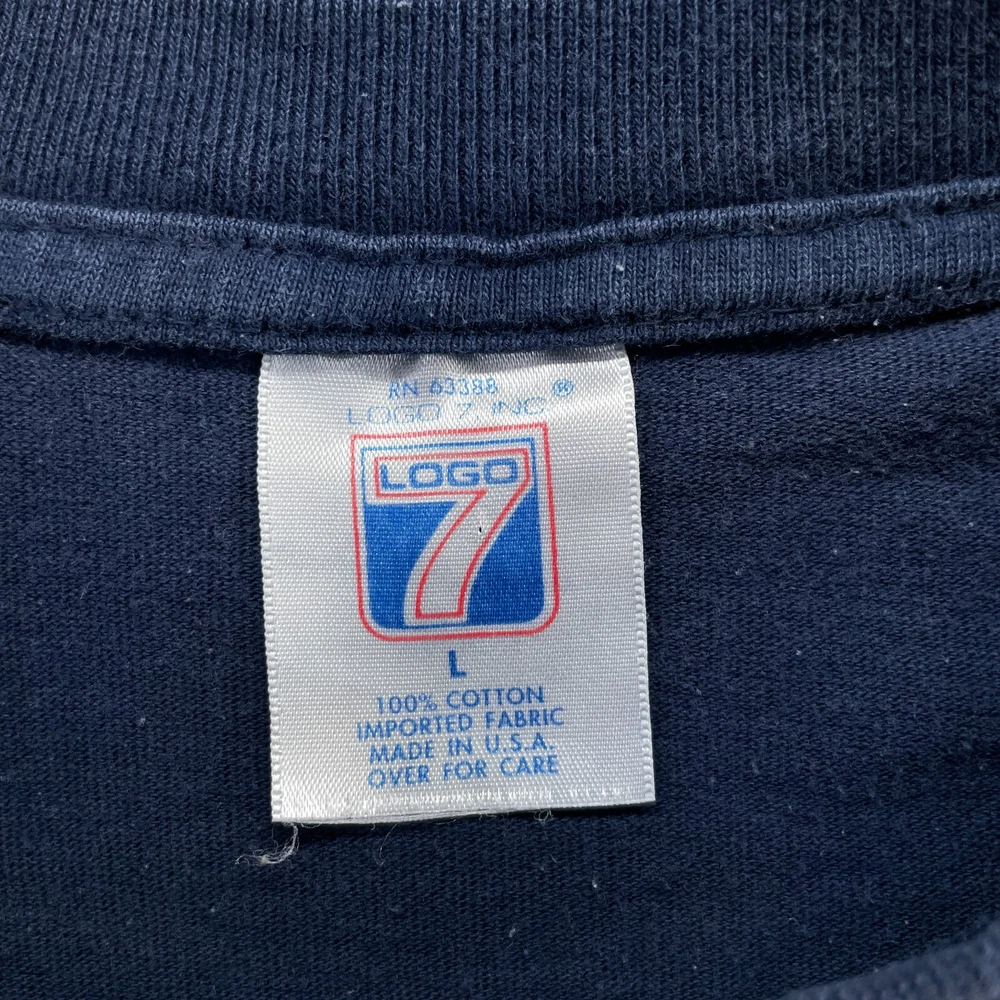 RN 63388
LOGO 7, INC ®
LOGO
7
L
100% COTTON
IMPORTED FABRIC
MADE IN U.S.A.
OVER FOR CARE